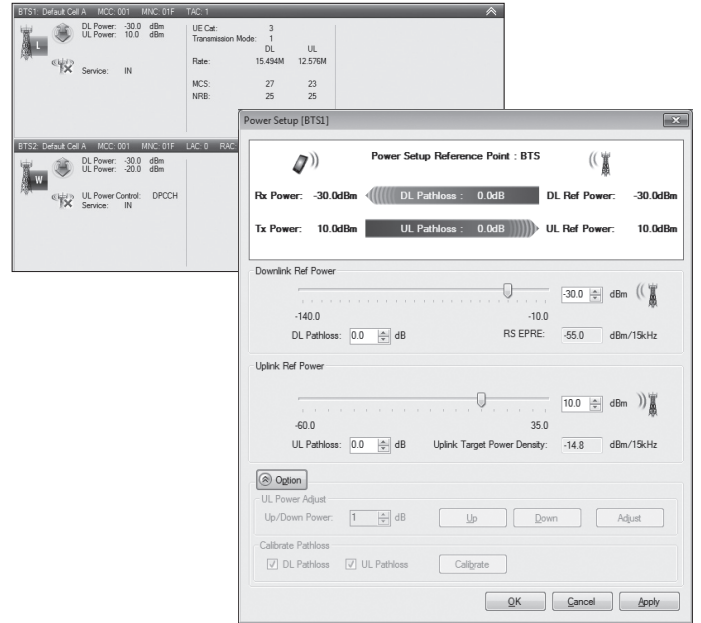 BTS1: Default Cell A MCC: 001 MNC: 01F TAC: 1
L
DL Power: -30.0 dBm
UL Power: 10.0 dBm
Service: IN
UE Cat: 3
Transmission Mode: 1
DL UL
Rate: 15.494M 12.576M
MCS: 27 23
NRB: 25 25
BTS2: Default Cell A MCC: 001 MNC: 01F LAC: 0 RAC:
W
DL Power: -30.0 dBm
UL Power: -20.0 dBm
UL Power Control: DPCCH
Service: IN
Power Setup [BTS1]
Power Setup Reference Point : BTS
Rx Power: -30.0dBm DL Pathloss : 0.0dB DL Ref Power: -30.0dBm
Tx Power: 10.0dBm UL Pathloss : 0.0dB UL Ref Power: 10.0dBm
Downlink Ref Power
-30.0 dBm
-140.0 -10.0
DL Pathloss: 0.0 dB RS EPRE: -55.0 dBm/15kHz
Uplink Ref Power
10.0 dBm
-60.0 35.0
UL Pathloss: 0.0 dB Uplink Target Power Density: -14.8 dBm/15kHz
Option
UL Power Adjust
Up/Down Power: 1 dB Up Down Adjust
Calibrate Pathloss
DL Pathloss UL Pathloss Calibrate
OK Cancel Apply